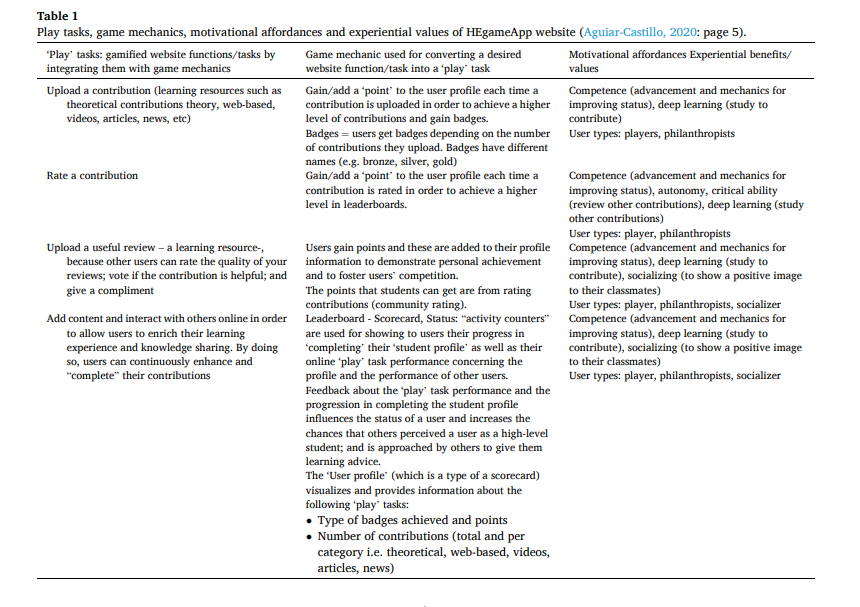 Table 1
Play tasks, game mechanics, motivational affordances and experiential values of HEgameApp website (Aguiar-Castillo, 2020: page 5).
'Play' tasks: gamified website functions/tasks by
integrating them with game mechanics
Game mechanic used for converting a desired
website function/task into a 'play' task
Motivational affordances Experiential benefits/
values
Upload a contribution (learning resources such as
theoretical contributions theory, web-based,
videos, articles, news, etc)
Gain/add a 'point' to the user profile each time a
contribution is uploaded in order to achieve a higher
level of contributions and gain badges.
Badges = users get badges depending on the number
of contributions they upload. Badges have different
names (e.g. bronze, silver, gold)
Competence (advancement and mechanics for
improving status), deep learning (study to
contribute)
User types: players, philanthropists
Rate a contribution
Gain/add a 'point' to the user profile each time a
contribution is rated in order to achieve a higher
level in leaderboards.
Competence (advancement and mechanics for
improving status), autonomy, critical ability
(review other contributions), deep learning (study
other contributions)
User types: player, philanthropists
Upload a useful review – a learning resource-,
because other users can rate the quality of your
reviews; vote if the contribution is helpful; and
give a compliment
Users gain points and these are added to their profile
information to demonstrate personal achievement
and to foster users' competition.
The points that students can get are from rating
contributions (community rating).
Competence (advancement and mechanics for
improving status), deep learning (study to
contribute), socializing (to show a positive image
to their classmates)
User types: player, philanthropists, socializer
Add content and interact with others online in order
to allow users to enrich their learning
experience and knowledge sharing. By doing
so, users can continuously enhance and
"complete" their contributions
Leaderboard - Scorecard, Status: "activity counters"
are used for showing to users their progress in
'completing' their 'student profile' as well as their
online 'play' task performance concerning the
profile and the performance of other users.
Feedback about the 'play' task performance and the
progression in completing the student profile
influences the status of a user and increases the
chances that others perceived a user as a high-level
student; and is approached by others to give them
learning advice.
The 'User profile' (which is a type of a scorecard)
visualizes and provides information about the
following 'play' tasks:
• Type of badges achieved and points
• Number of contributions (total and per
category i.e. theoretical, web-based, videos,
articles, news)
Competence (advancement and mechanics for
improving status), deep learning (study to
contribute), socializing (to show a positive image
to their classmates)
User types: player, philanthropists, socializer